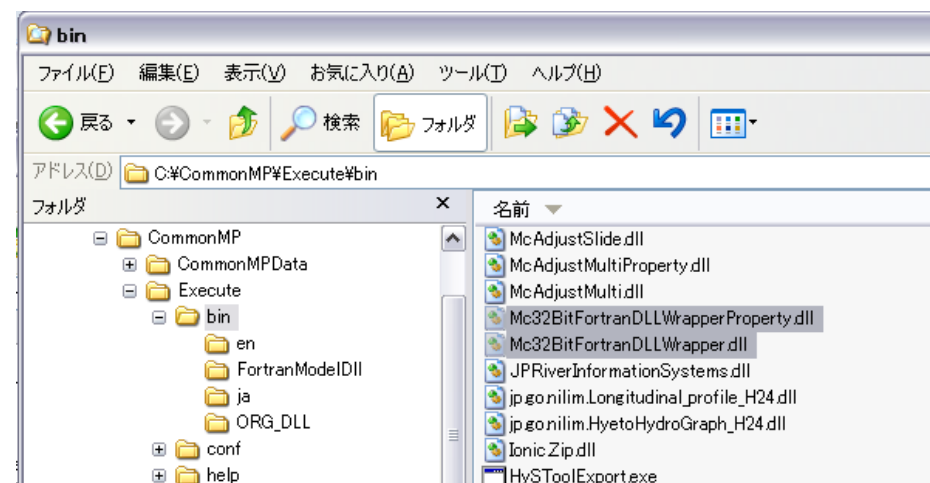 bin
ファイル(F) 編集(E) 表示(V) お気に入り(A) ツール(T) ヘルプ(H)
戻る 検索 フォルダ
アドレス(D) C:¥CommonMP¥Execute¥bin
フォルダ
CommonMP
CommonMPData
Execute
bin
en
FortranModelDll
ja
ORG_DLL
conf
help
名前
McAdjustSlide.dll
McAdjustMultiProperty.dll
McAdjustMulti.dll
Mc32BitFortranDLLWrapperProperty.dll
Mc32BitFortranDLLWrapper.dll
JPRiverInformationSystems.dll
jp.go.nilim.Longitudinal_profile_H24.dll
jp.go.nilim.HyetoHydroGraph_H24.dll
Ionic.Zip.dll
HySToolExport.exe